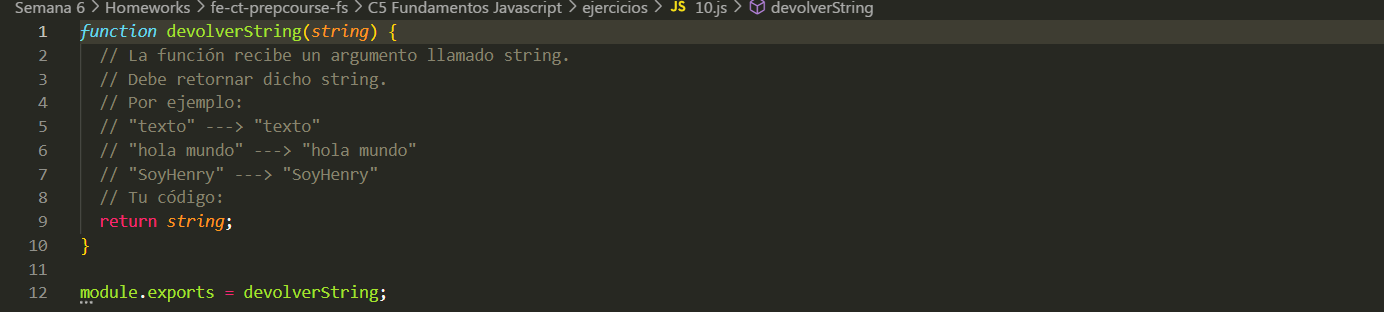 Semana 6 > Homeworks > fe-ct-prepcourse-fs > C5 Fundamentos Javascript > ejercicios > JS 10.js > devolverString
1 function devolverString(string) {
2 // La función recibe un argumento llamado string.
3 // Debe retornar dicho string.
4 // Por ejemplo:
5 // "texto" ---> "texto"
6 // "hola mundo" ---> "hola mundo"
7 // "SoyHenry" ---> "SoyHenry"
8 // Tu código:
9 return string;
10 }
11
12 module.exports = devolverString;